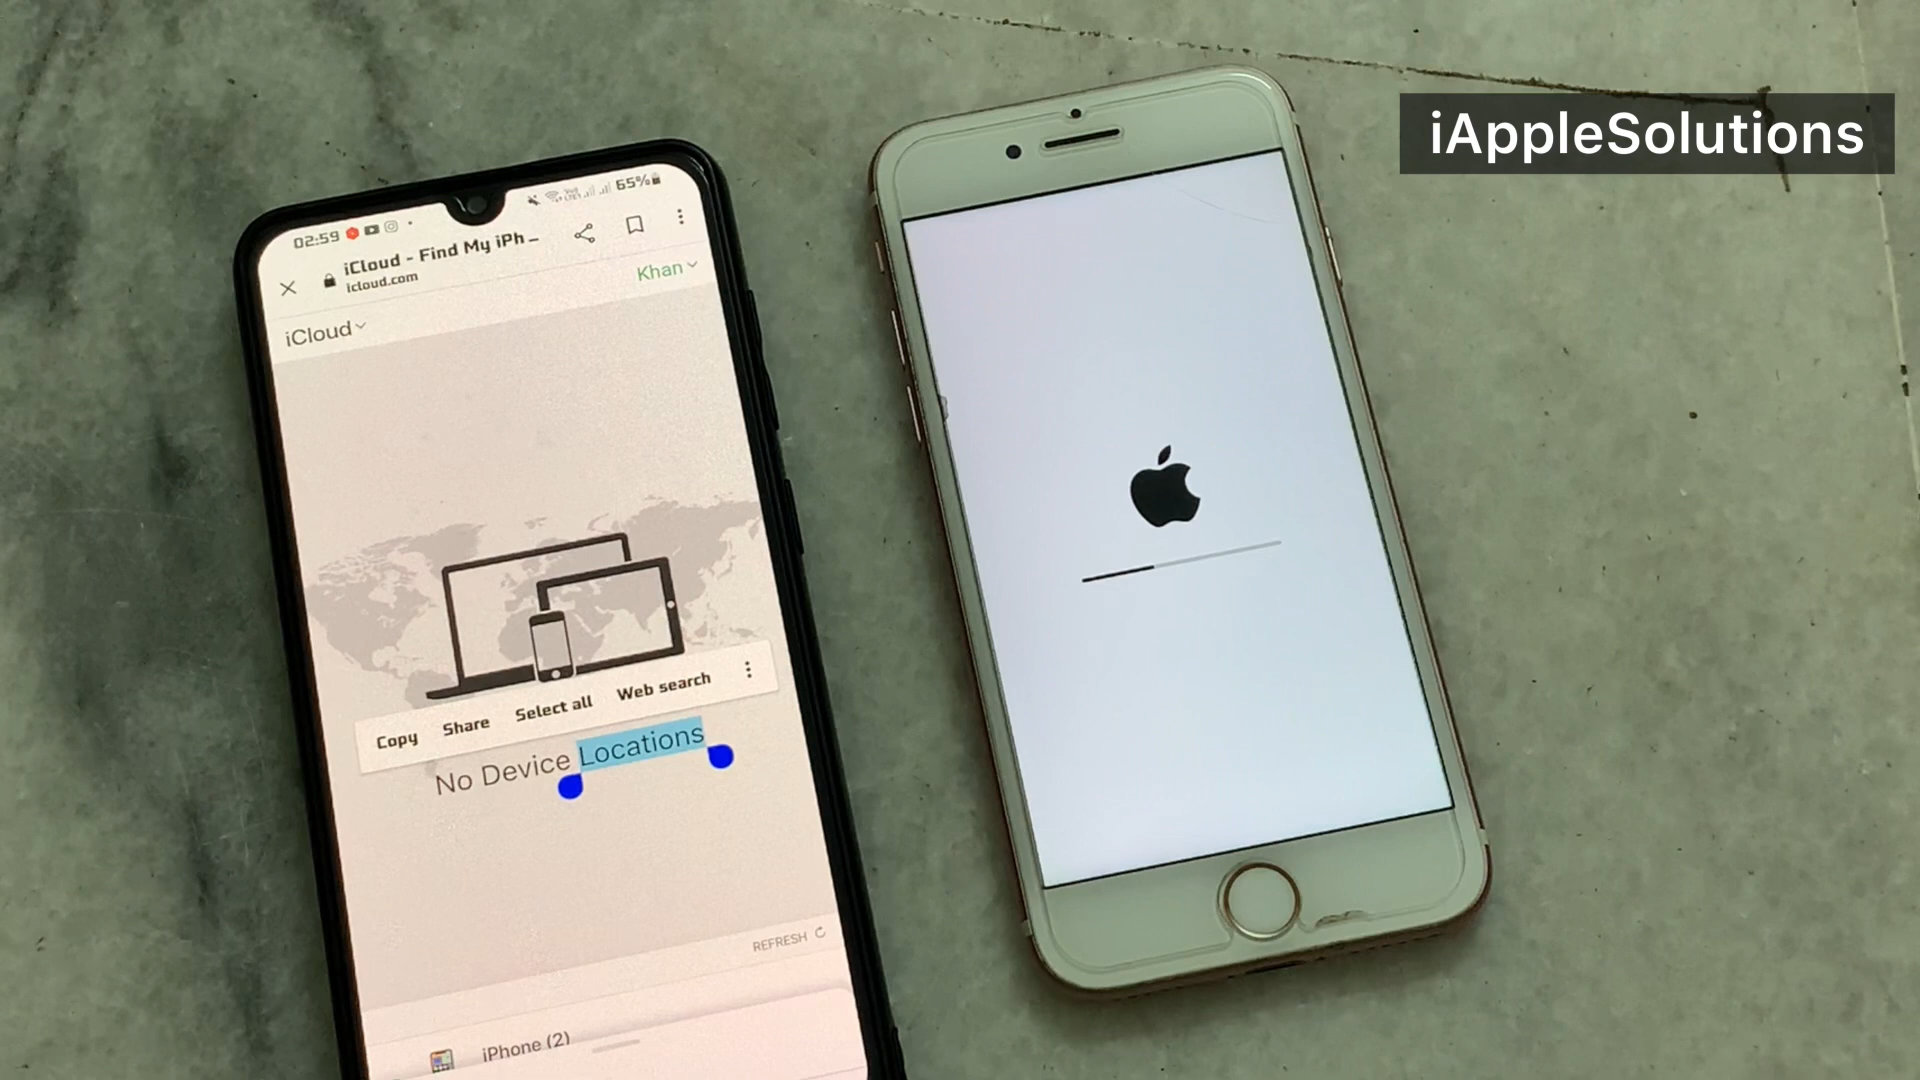 iAppleSolutions
02:59
65%
iCloud - Find My iPh
icloud.com
Khan
iCloud
Copy Share Select all Web search
No Device Locations
REFRESH
iPhone (2)